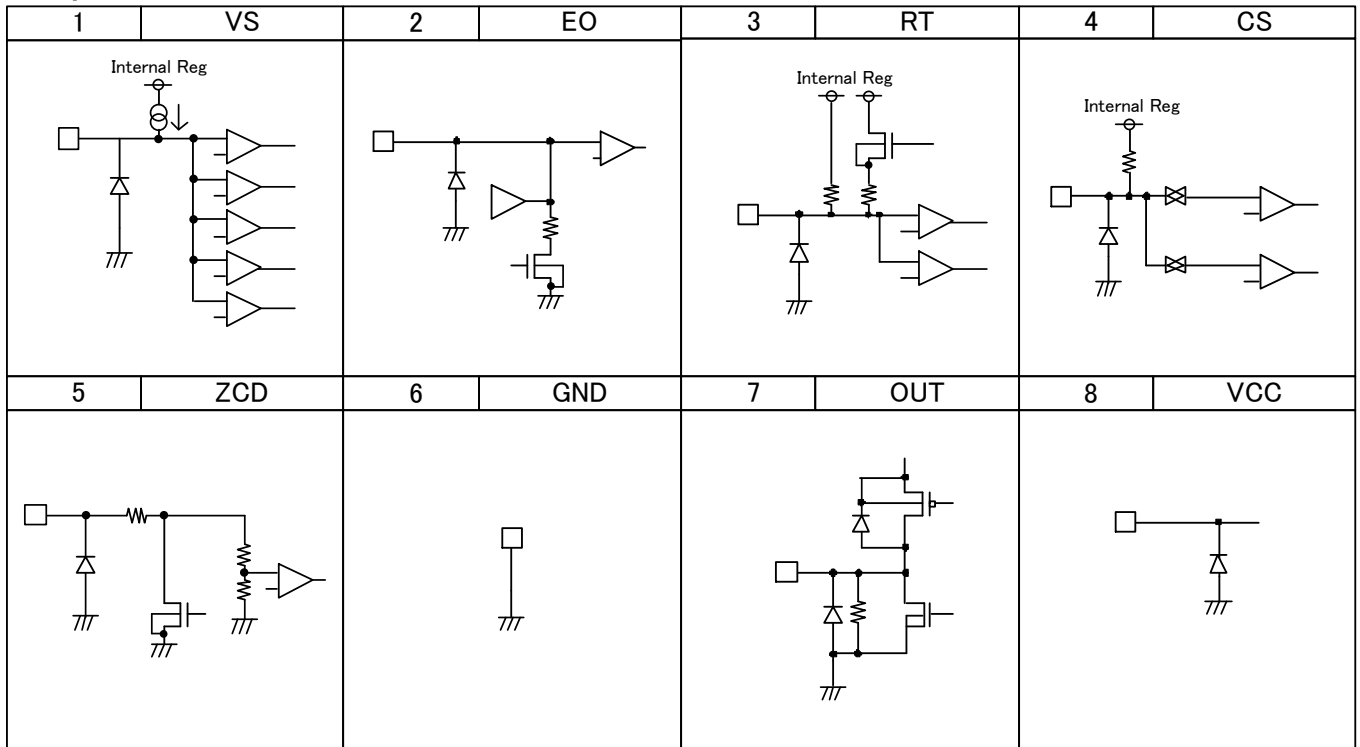 1 VS 2 EO 3 RT 4 CS
Internal Reg
Internal Reg
Internal Reg
5 ZCD 6 GND 7 OUT 8 VCC